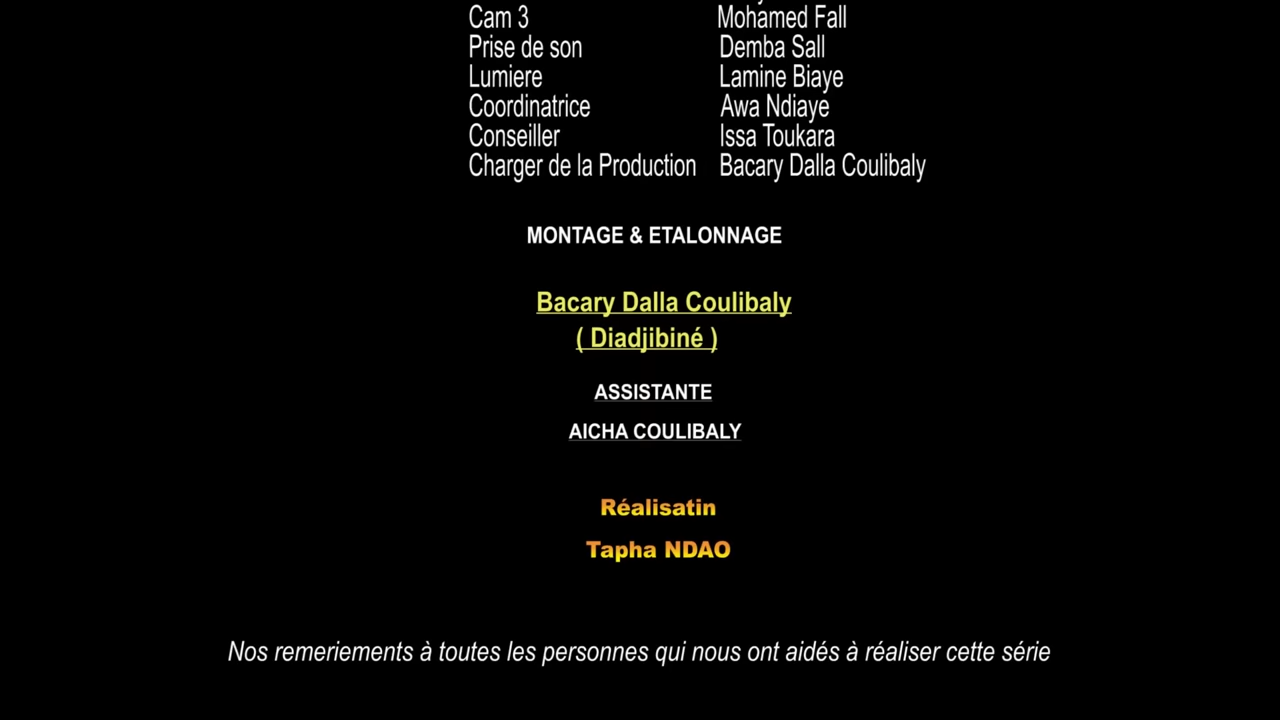 Cam 3 Mohamed Fall
Prise de son Demba Sall
Lumiere Lamine Biaye
Coordinatrice Awa Ndiaye
Conseiller Issa Toukara
Charger de la Production Bacary Dalla Coulibaly
MONTAGE & ETALONNAGE
Bacary Dalla Coulibaly
( Diadjibiné )
ASSISTANTE
AICHA COULIBALY
Réalisatin
Tapha NDAO
Nos remeriements à toutes les personnes qui nous ont aidés à réaliser cette série